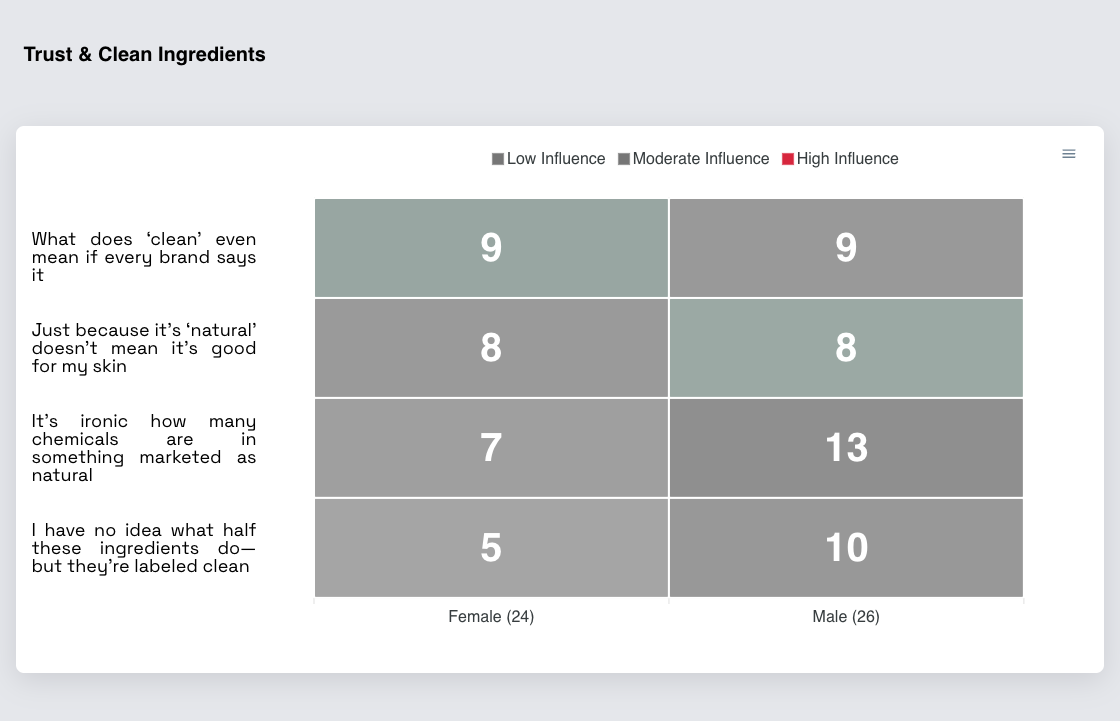 Trust & Clean Ingredients
Low Influence Moderate Influence High Influence
What does ‘clean’ even
mean if every brand says
it
9 9
Just because it’s ‘natural’
doesn’t mean it’s good
for my skin
8 8
It’s ironic how many
chemicals are in
something marketed as
natural
7 13
I have no idea what half
these ingredients do—
but they’re labeled clean
5 10
Female (24) Male (26)